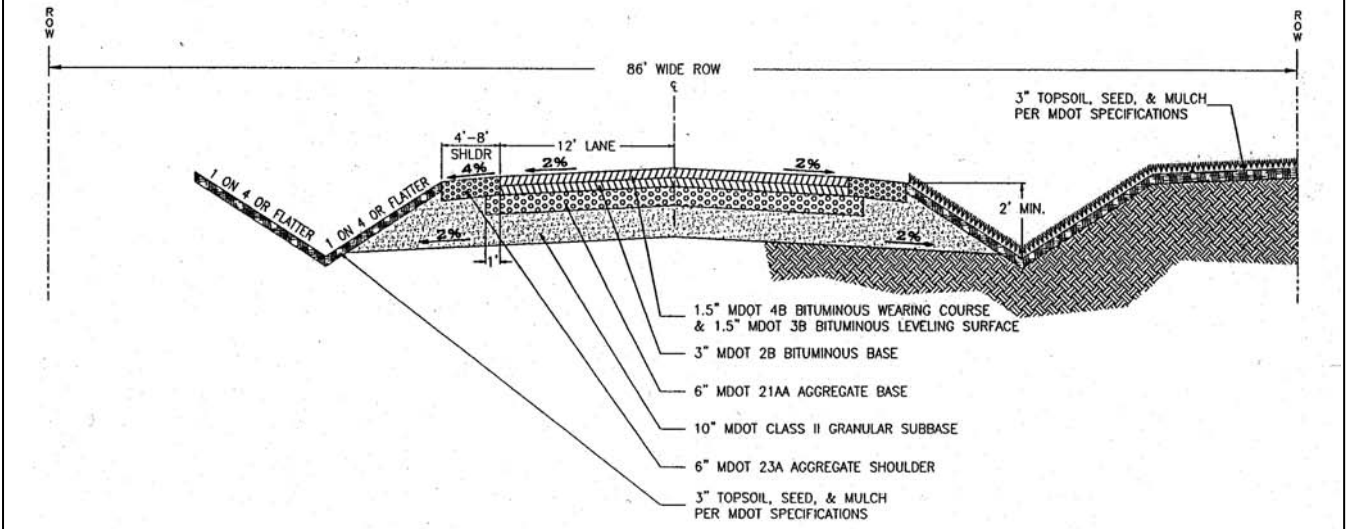 ROW
ROW
86' WIDE ROW
℄
3" TOPSOIL, SEED, & MULCH
PER MDOT SPECIFICATIONS
4'-8'
SHLDR
12' LANE
4%
2%
2%
1 ON 4 OR FLATTER
1 ON 4 OR FLATTER
2' MIN.
2%
2%
1'
1.5" MDOT 4B BITUMINOUS WEARING COURSE
& 1.5" MDOT 3B BITUMINOUS LEVELING SURFACE
3" MDOT 2B BITUMINOUS BASE
6" MDOT 21AA AGGREGATE BASE
10" MDOT CLASS II GRANULAR SUBBASE
6" MDOT 23A AGGREGATE SHOULDER
3" TOPSOIL, SEED, & MULCH
PER MDOT SPECIFICATIONS